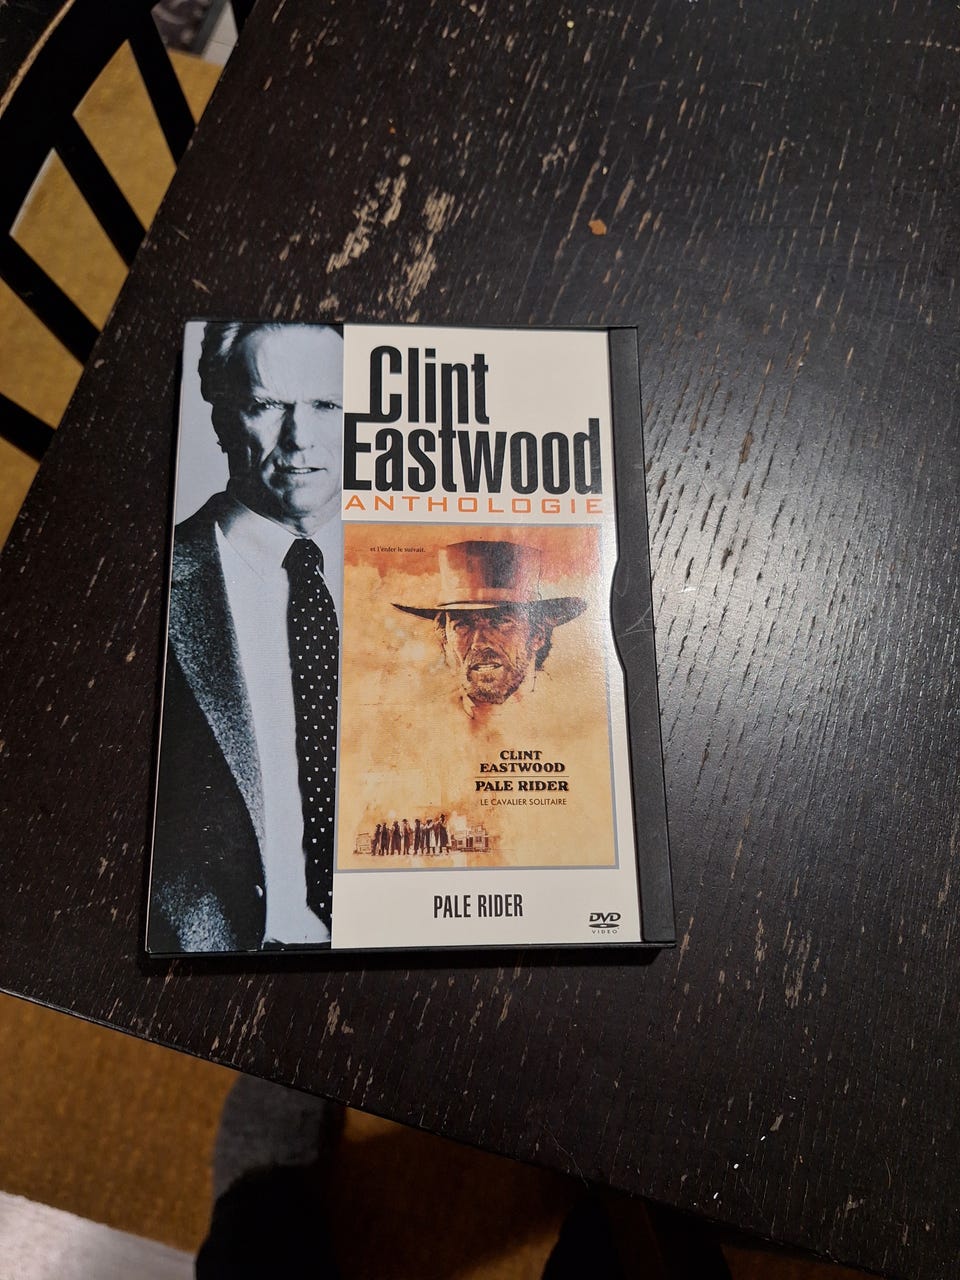 Clint
Eastwood
ANTHOLOGIE
et l'enfer le suivait.
CLINT
EASTWOOD
PALE RIDER
LE CAVALIER SOLITAIRE
PALE RIDER
DVD
VIDEO